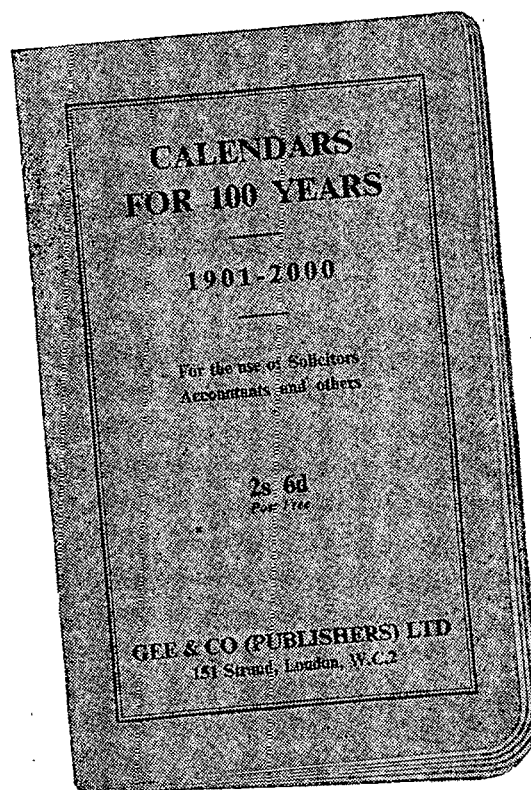 CALENDARS
FOR 100 YEARS
1901-2000
For the use of Solicitors
Accountants and others
2s 6d
Post Free
GEE & CO (PUBLISHERS) LTD
151 Strand, London, W.C.2